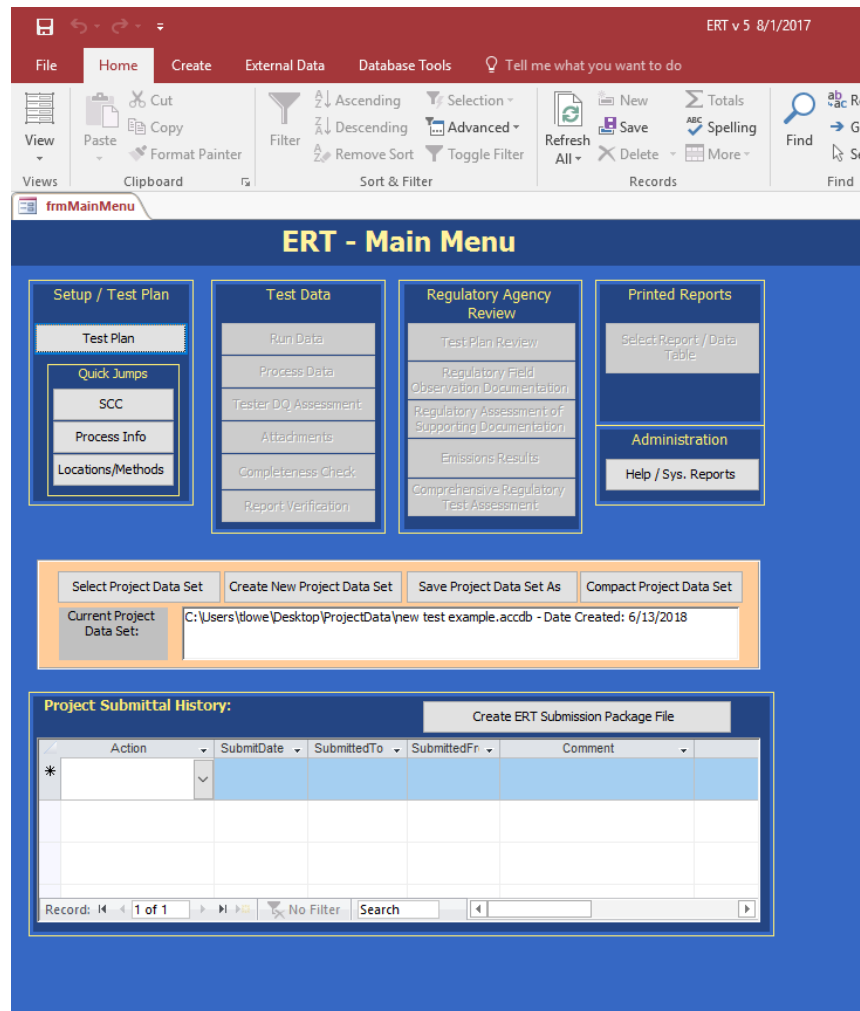 ERT v 5 8/1/2017
File Home Create External Data Database Tools Tell me what you want to do
View
Views
Paste
Cut
Copy
Format Painter
Clipboard
Filter
Ascending
Descending
Remove Sort
Selection
Advanced
Toggle Filter
Sort & Filter
Refresh
All
New
Save
Delete
Totals
Spelling
More
Records
Find
Find
frmMainMenu
ERT - Main Menu
Setup / Test Plan
Test Plan
Quick Jumps
SCC
Process Info
Locations/Methods
Test Data
Run Data
Process Data
Tester DQ Assessment
Attachments
Completeness Check
Report Verification
Regulatory Agency
Review
Test Plan Review
Regulatory Field
Observation Documentation
Regulatory Assessment of
Supporting Documentation
Emissions Results
Comprehensive Regulatory
Test Assessment
Printed Reports
Select Report / Data
Table
Administration
Help / Sys. Reports
Select Project Data Set Create New Project Data Set Save Project Data Set As Compact Project Data Set
Current Project
Data Set:
C:\Users\tlowe\Desktop\ProjectData\new test example.accdb - Date Created: 6/13/2018
Project Submittal History:
Create ERT Submission Package File
Action SubmitDate SubmittedTo SubmittedFr Comment
Record: 1 of 1 No Filter Search